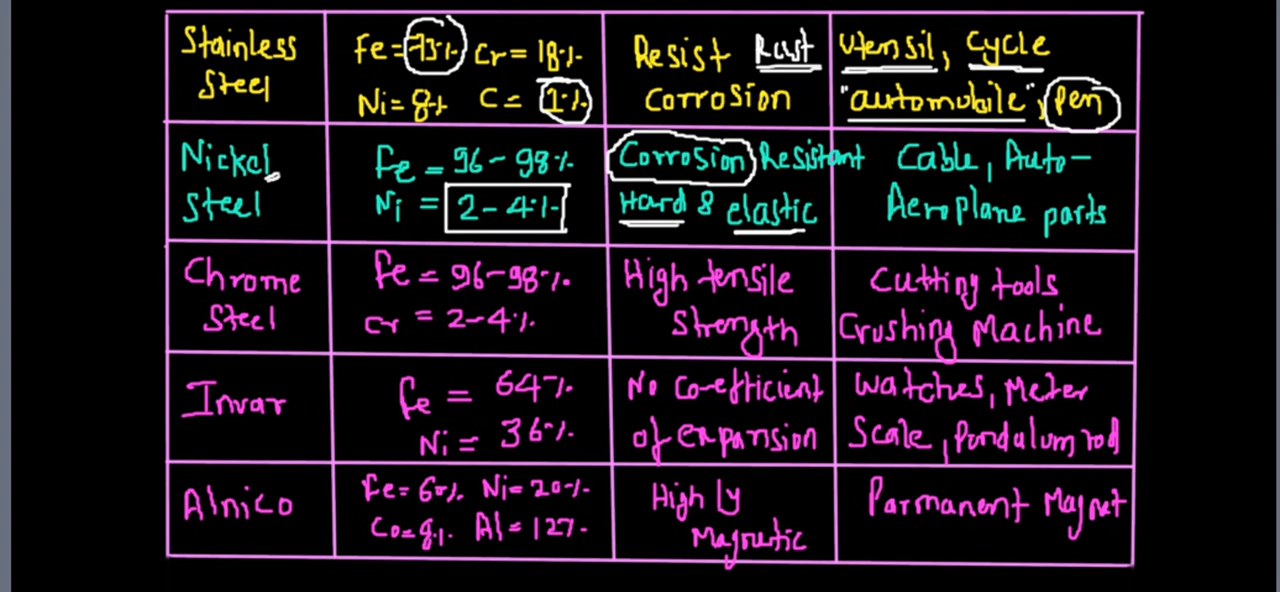 Stainless
Steel
Fe=73% Cr=18%
Ni=8% C=1%
Resist Rust
Corrosion
Utensil, Cycle
"automobile", pen
Nickel
Steel
Fe = 96-98%
Ni = 2-4%
Corrosion Resistant
Hard & elastic
Cable, Auto-
Aeroplane parts
Chrome
Steel
Fe = 96-98%
Cr = 2-4%
High tensile
Strength
Cutting tools
Crushing Machine
Invar
Fe = 64%
Ni = 36%
No Co-efficient
of expansion
Watches, Meter
Scale, Pendulum rod
Alnico
Fe=60% Ni=20%
Co=8% Al=12%
Highly
Magnetic
Parmanent Magnet